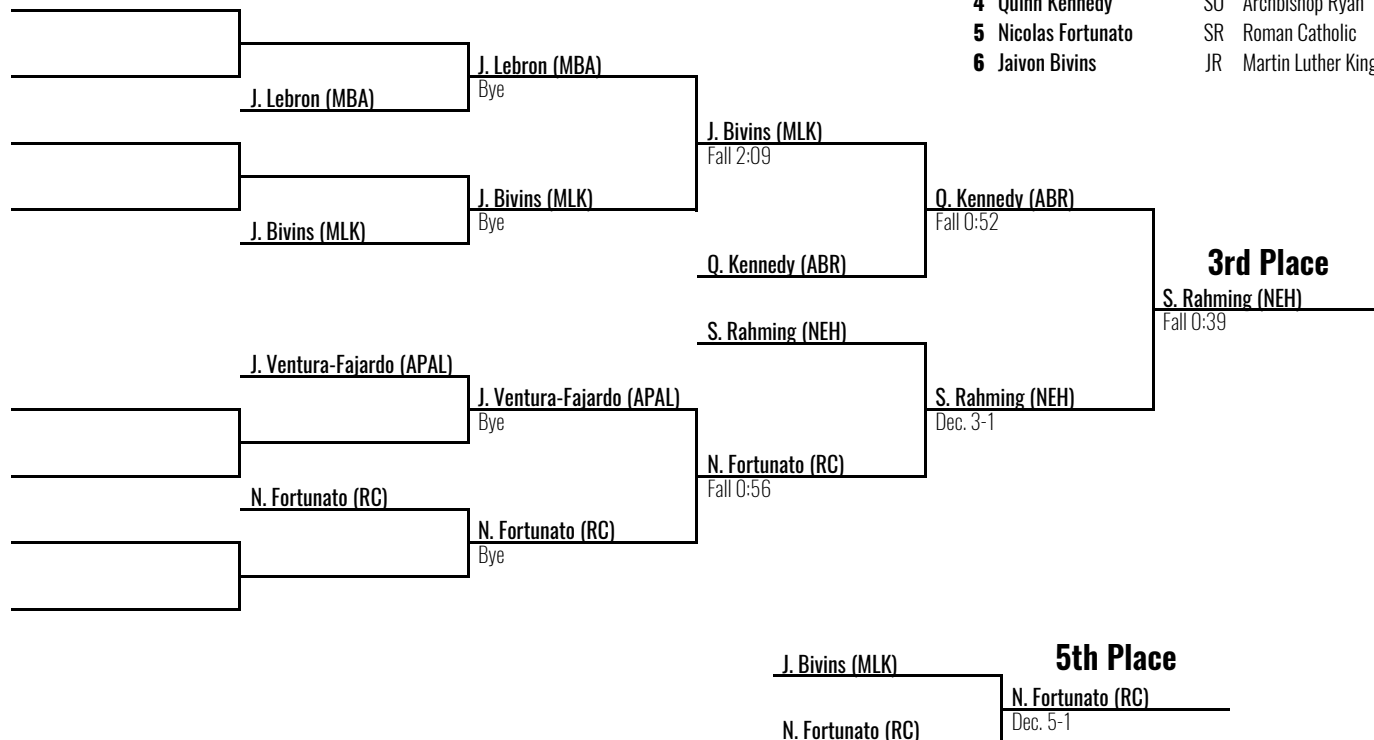 4 Quinn Kennedy SO Archbishop Ryan
5 Nicolas Fortunato SR Roman Catholic
6 Jaivon Bivins JR Martin Luther King
J. Lebron (MBA)
J. Lebron (MBA)
Bye
J. Bivins (MLK)
Fall 2:09
J. Bivins (MLK)
J. Bivins (MLK)
Bye
Q. Kennedy (ABR)
Q. Kennedy (ABR)
Fall 0:52
3rd Place
S. Rahming (NEH)
Fall 0:39
S. Rahming (NEH)
J. Ventura-Fajardo (APAL)
J. Ventura-Fajardo (APAL)
Bye
S. Rahming (NEH)
Dec. 3-1
N. Fortunato (RC)
Fall 0:56
N. Fortunato (RC)
N. Fortunato (RC)
Bye
5th Place
J. Bivins (MLK)
N. Fortunato (RC)
Dec. 5-1
N. Fortunato (RC)